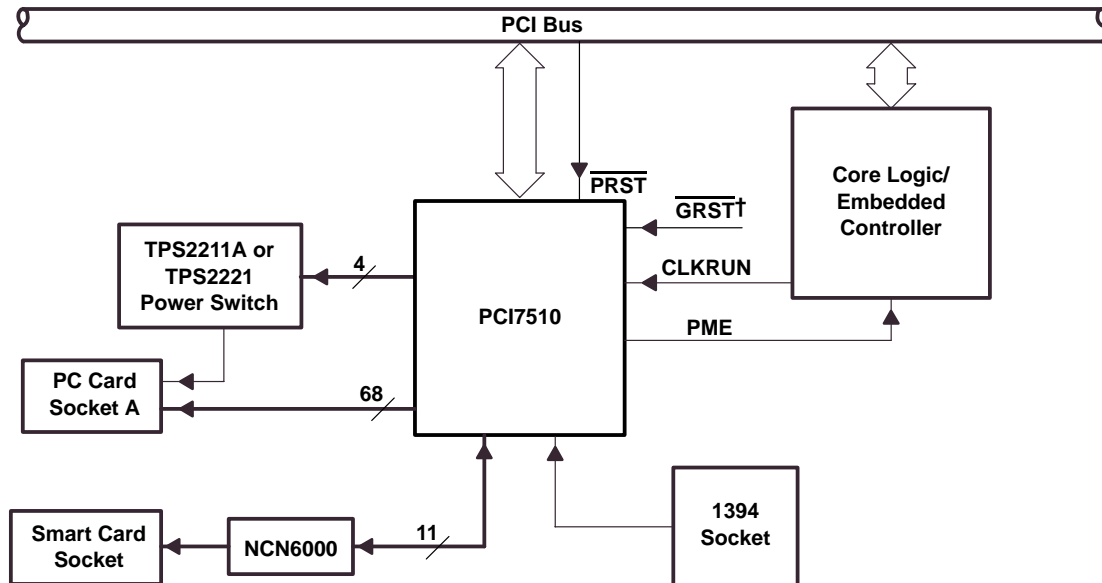 PCI Bus
PRST
GRST†
Core Logic/
Embedded
Controller
TPS2211A or
TPS2221
Power Switch
4
CLKRUN
PCI7510
PME
PC Card
Socket A
68
1394
Socket
Smart Card
Socket
NCN6000
11